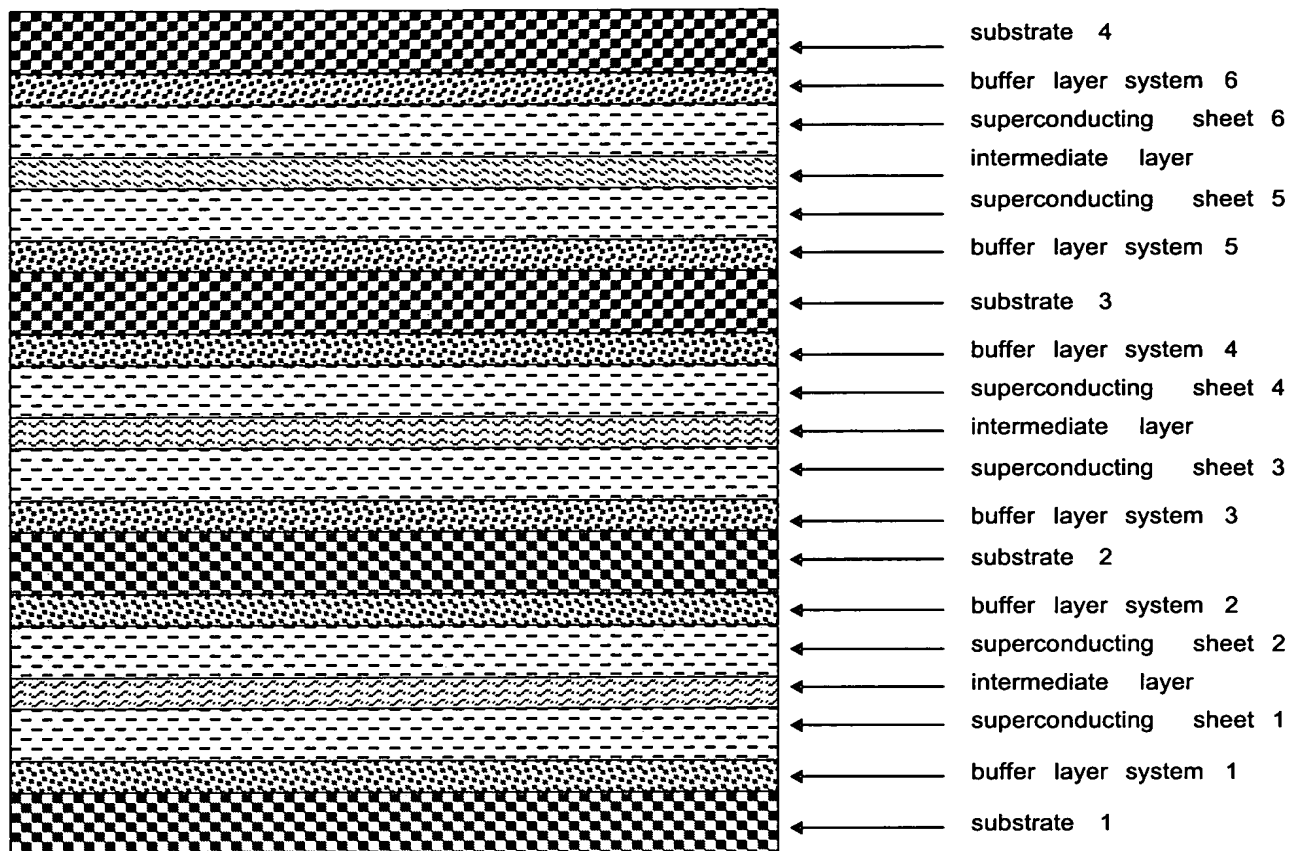 substrate 4
buffer layer system 6
superconducting sheet 6
intermediate layer
superconducting sheet 5
buffer layer system 5
substrate 3
buffer layer system 4
superconducting sheet 4
intermediate layer
superconducting sheet 3
buffer layer system 3
substrate 2
buffer layer system 2
superconducting sheet 2
intermediate layer
superconducting sheet 1
buffer layer system 1
substrate 1